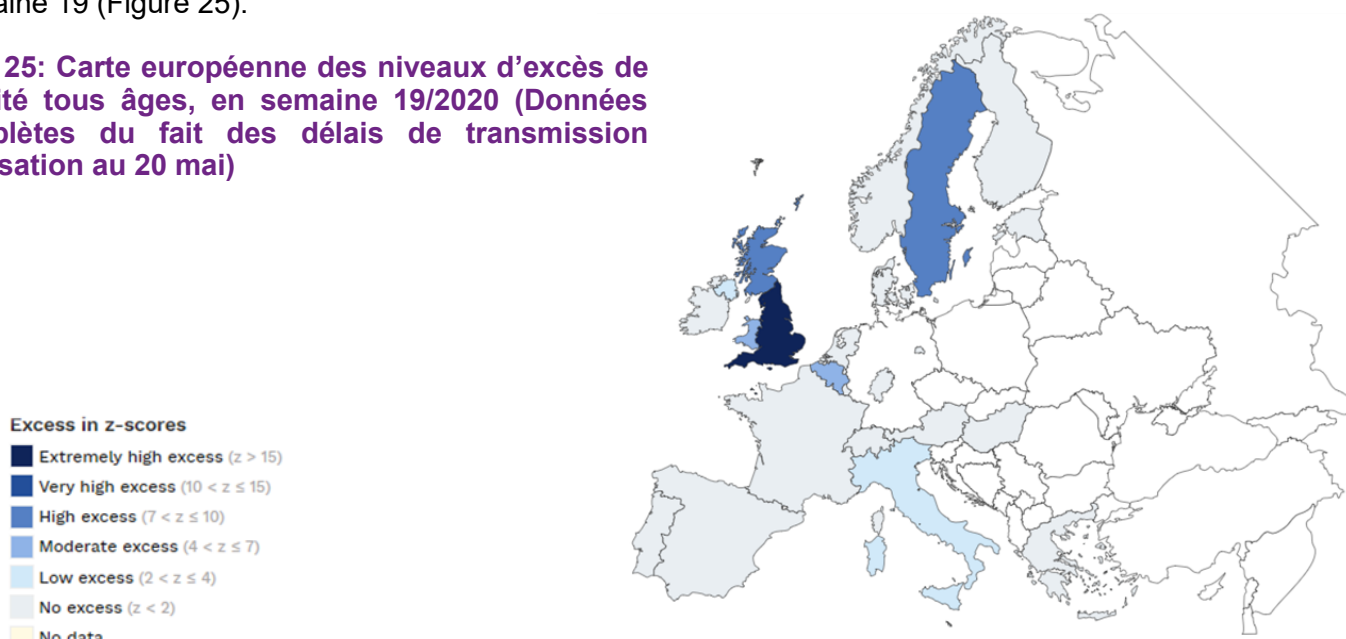 aine 19 (Figure 25).
25: Carte européenne des niveaux d'excès de
ité tous âges, en semaine 19/2020 (Données
plètes du fait des délais de transmission
sation au 20 mai)
Excess in z-scores
Extremely high excess (z > 15)
Very high excess (10 < z ≤ 15)
High excess (7 < z ≤ 10)
Moderate excess (4 < z ≤ 7)
Low excess (2 < z ≤ 4)
No excess (z < 2)
No data